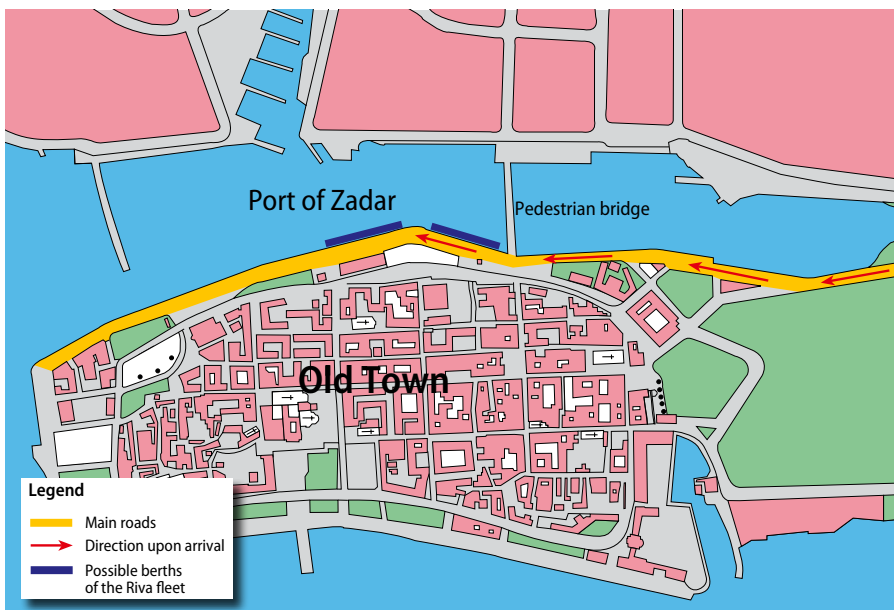 Port of Zadar
Pedestrian bridge
Old Town
Legend
Main roads
Direction upon arrival
Possible berths
of the Riva fleet